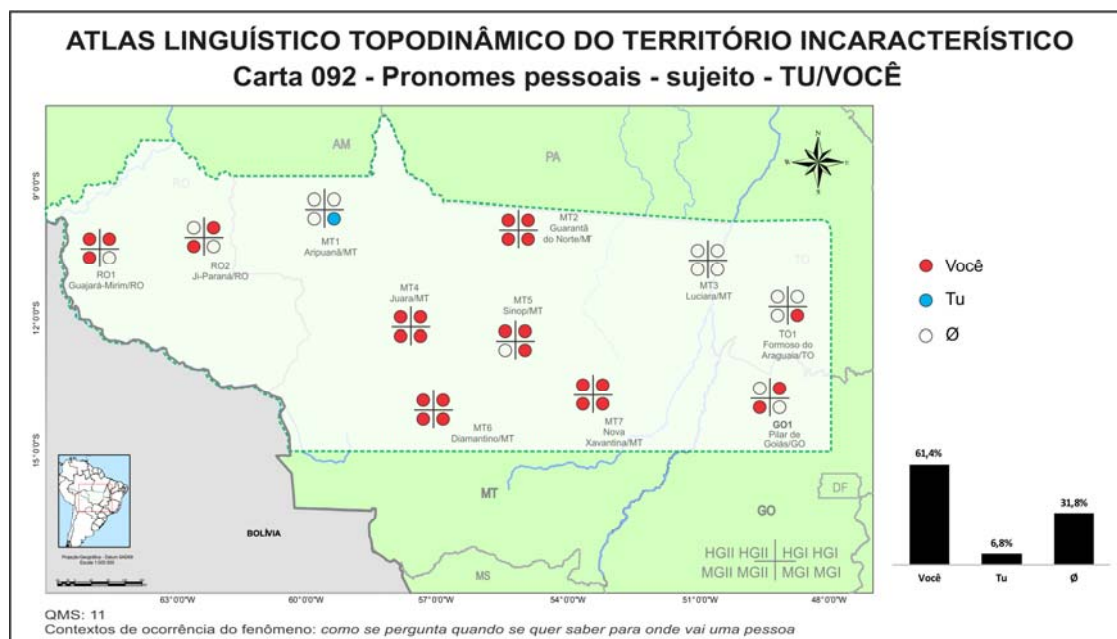 ATLAS LINGUÍSTICO TOPODINÂMICO DO TERRITÓRIO INCARACTERÍSTICO
Carta 092 - Pronomes pessoais - sujeito - TU/VOCÊ
AM
PA
RO
TO
9°0'0"S
12°0'0"S
15°0'0"S
RO1
Guajará-Mirim/RO
RO2
Ji-Paraná/RO
MT1
Aripuanã/MT
MT2
Guarantã
do Norte/MT
MT3
Luciara/MT
MT4
Juara/MT
MT5
Sinop/MT
TO1
Formoso do
Araguaia/TO
MT6
Diamantino/MT
MT7
Nova
Xavantina/MT
GO1
Pilar de
Goiás/GO
N
Você
Tu
Ø
61,4%
6,8%
31,8%
Você
Tu
Ø
MT
GO
DF
MS
BOLÍVIA
HGII HGII HGI HGI
MGII MGII MGI MGI
63°0'0"W
60°0'0"W
57°0'0"W
54°0'0"W
51°0'0"W
48°0'0"W
QMS: 11
Contextos de ocorrência do fenômeno: como se pergunta quando se quer saber para onde vai uma pessoa